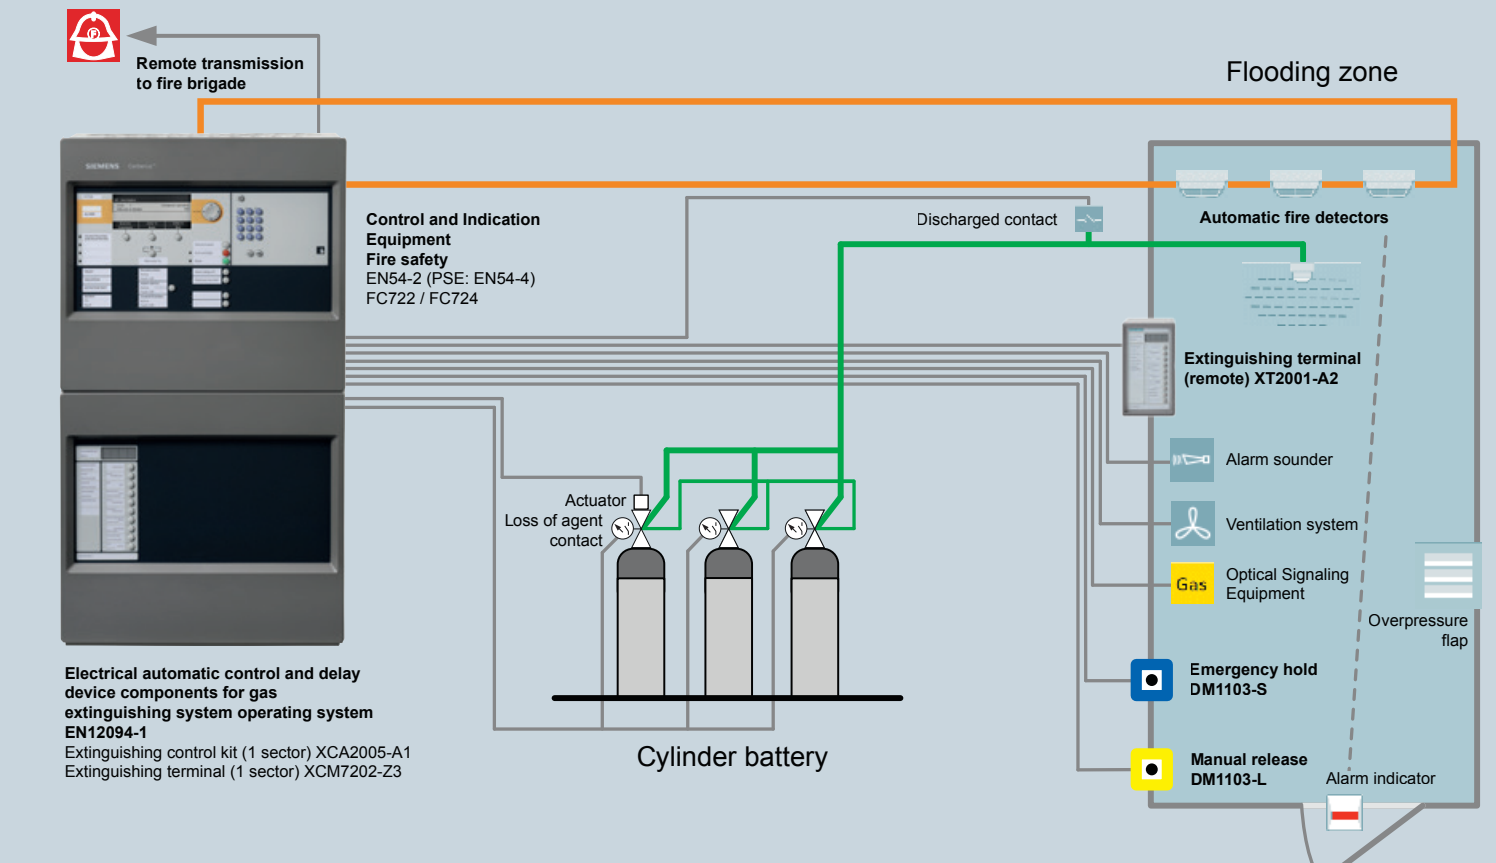 Remote transmission
to fire brigade
Flooding zone
SIEMENS
Control and Indication
Equipment
Fire safety
EN54-2 (PSE: EN54-4)
FC722 / FC724
Discharged contact
Automatic fire detectors
Extinguishing terminal
(remote) XT2001-A2
Alarm sounder
Actuator
Loss of agent
contact
Ventilation system
Gas
Optical Signaling
Equipment
Overpressure
flap
Emergency hold
DM1103-S
Electrical automatic control and delay
device components for gas
extinguishing system operating system
EN12094-1
Extinguishing control kit (1 sector) XCA2005-A1
Extinguishing terminal (1 sector) XCM7202-Z3
Cylinder battery
Manual release
DM1103-L
Alarm indicator